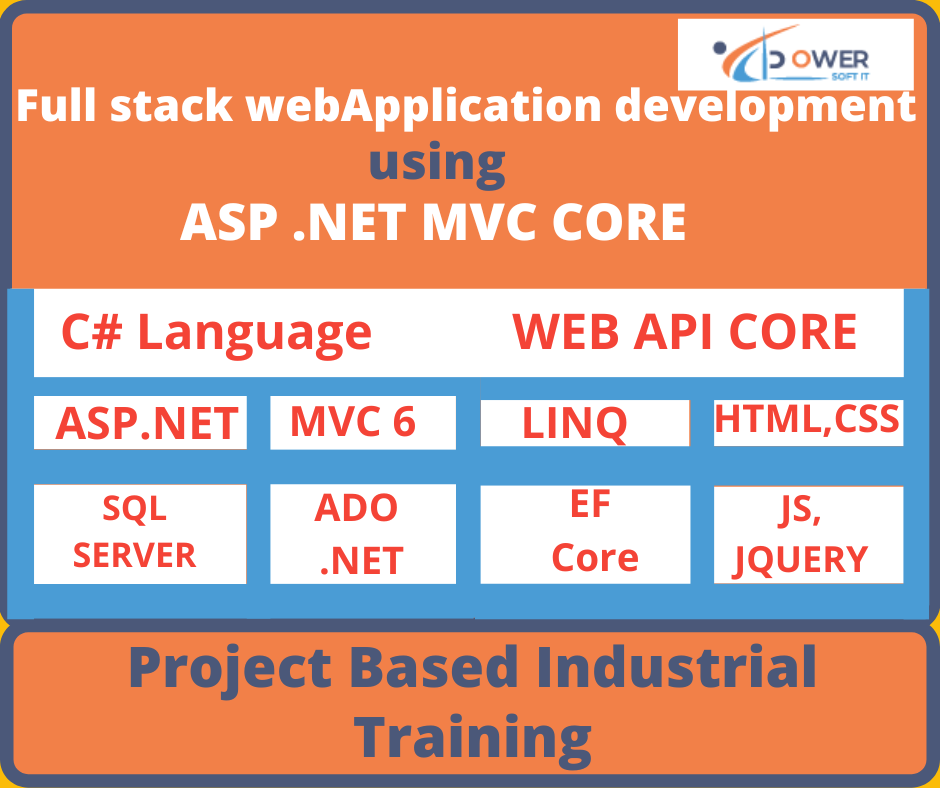 OWER
SOFT IT
Full stack webApplication development
using
ASP .NET MVC CORE
C# Language
WEB API CORE
ASP.NET
MVC 6
LINQ
HTML,CSS
SQL
SERVER
ADO
.NET
EF
Core
JS,
JQUERY
Project Based Industrial
Training